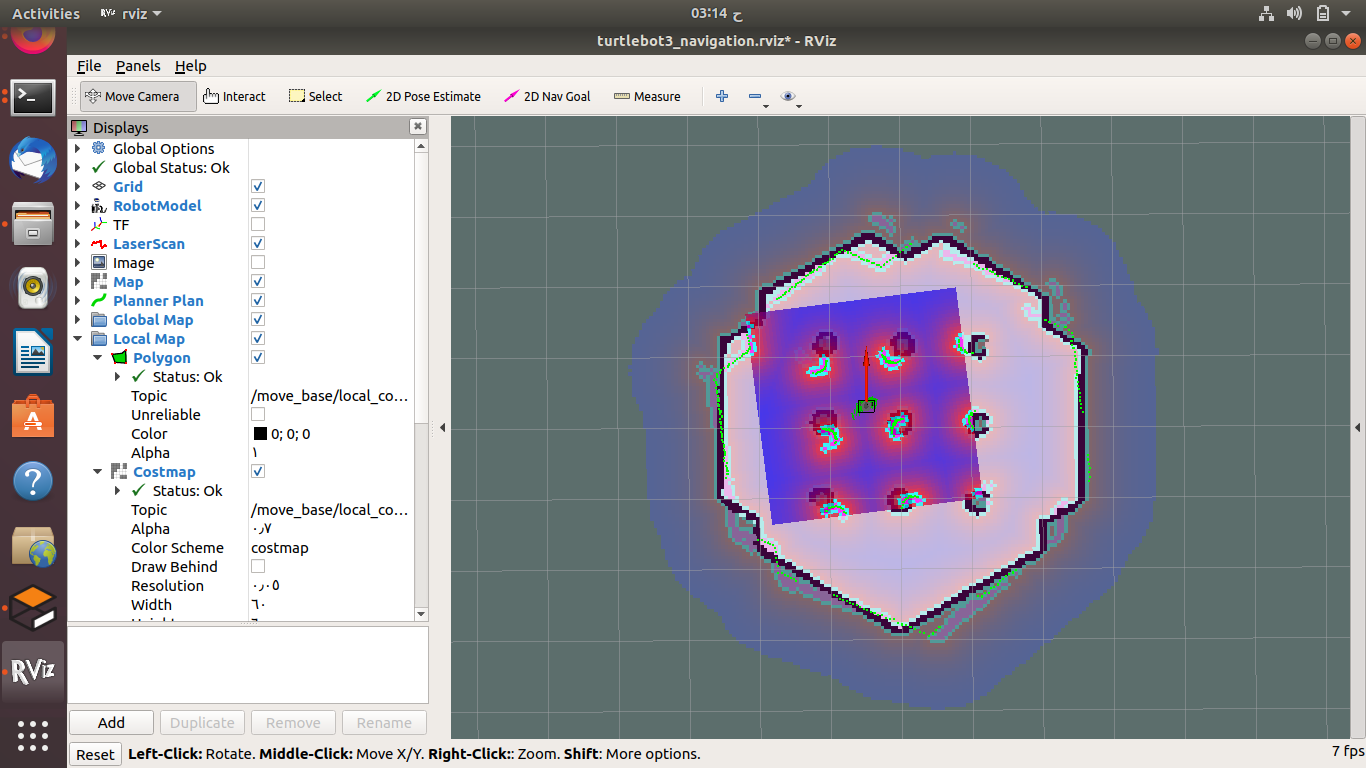 Activities
RViz
rviz
ح 03:14
turtlebot3_navigation.rviz* - RViz
File Panels Help
Move Camera Interact Select 2D Pose Estimate 2D Nav Goal Measure
Displays
Global Options
Global Status: Ok
Grid
RobotModel
TF
LaserScan
Image
Map
Planner Plan
Global Map
Local Map
Polygon
Status: Ok
Topic /move_base/local_co...
Unreliable
Color 0; 0; 0
Alpha ١
Costmap
Status: Ok
Topic /move_base/local_co...
Alpha ٠٫٧
Color Scheme costmap
Draw Behind
Resolution ٠٫٠٥
Width ٦٠
RViz
Add Duplicate Remove Rename
Reset Left-Click: Rotate. Middle-Click: Move X/Y. Right-Click:: Zoom. Shift: More options. 7 fps